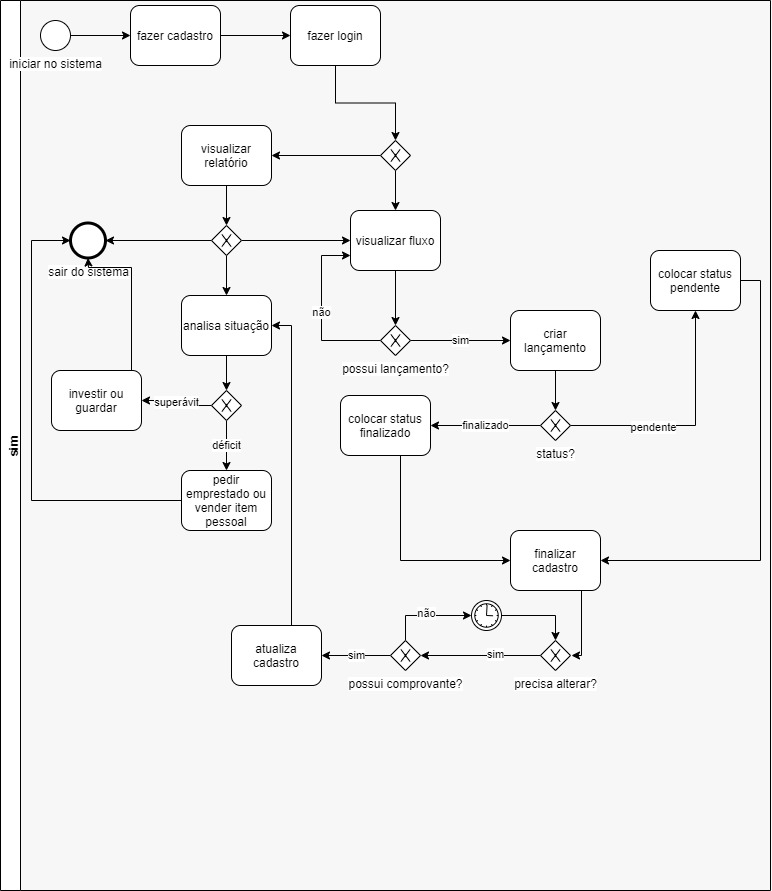 fazer cadastro
fazer login
iniciar no sistema
visualizar
relatório
visualizar fluxo
sair do sistema
colocar status
pendente
não
analisa situação
criar
lançamento
sim
possui lançamento?
investir ou
guardar
superávit
colocar status
finalizado
finalizado
pendente
status?
déficit
sim
pedir
emprestado ou
vender item
pessoal
finalizar
cadastro
não
atualiza
cadastro
sim
sim
possui comprovante?
precisa alterar?